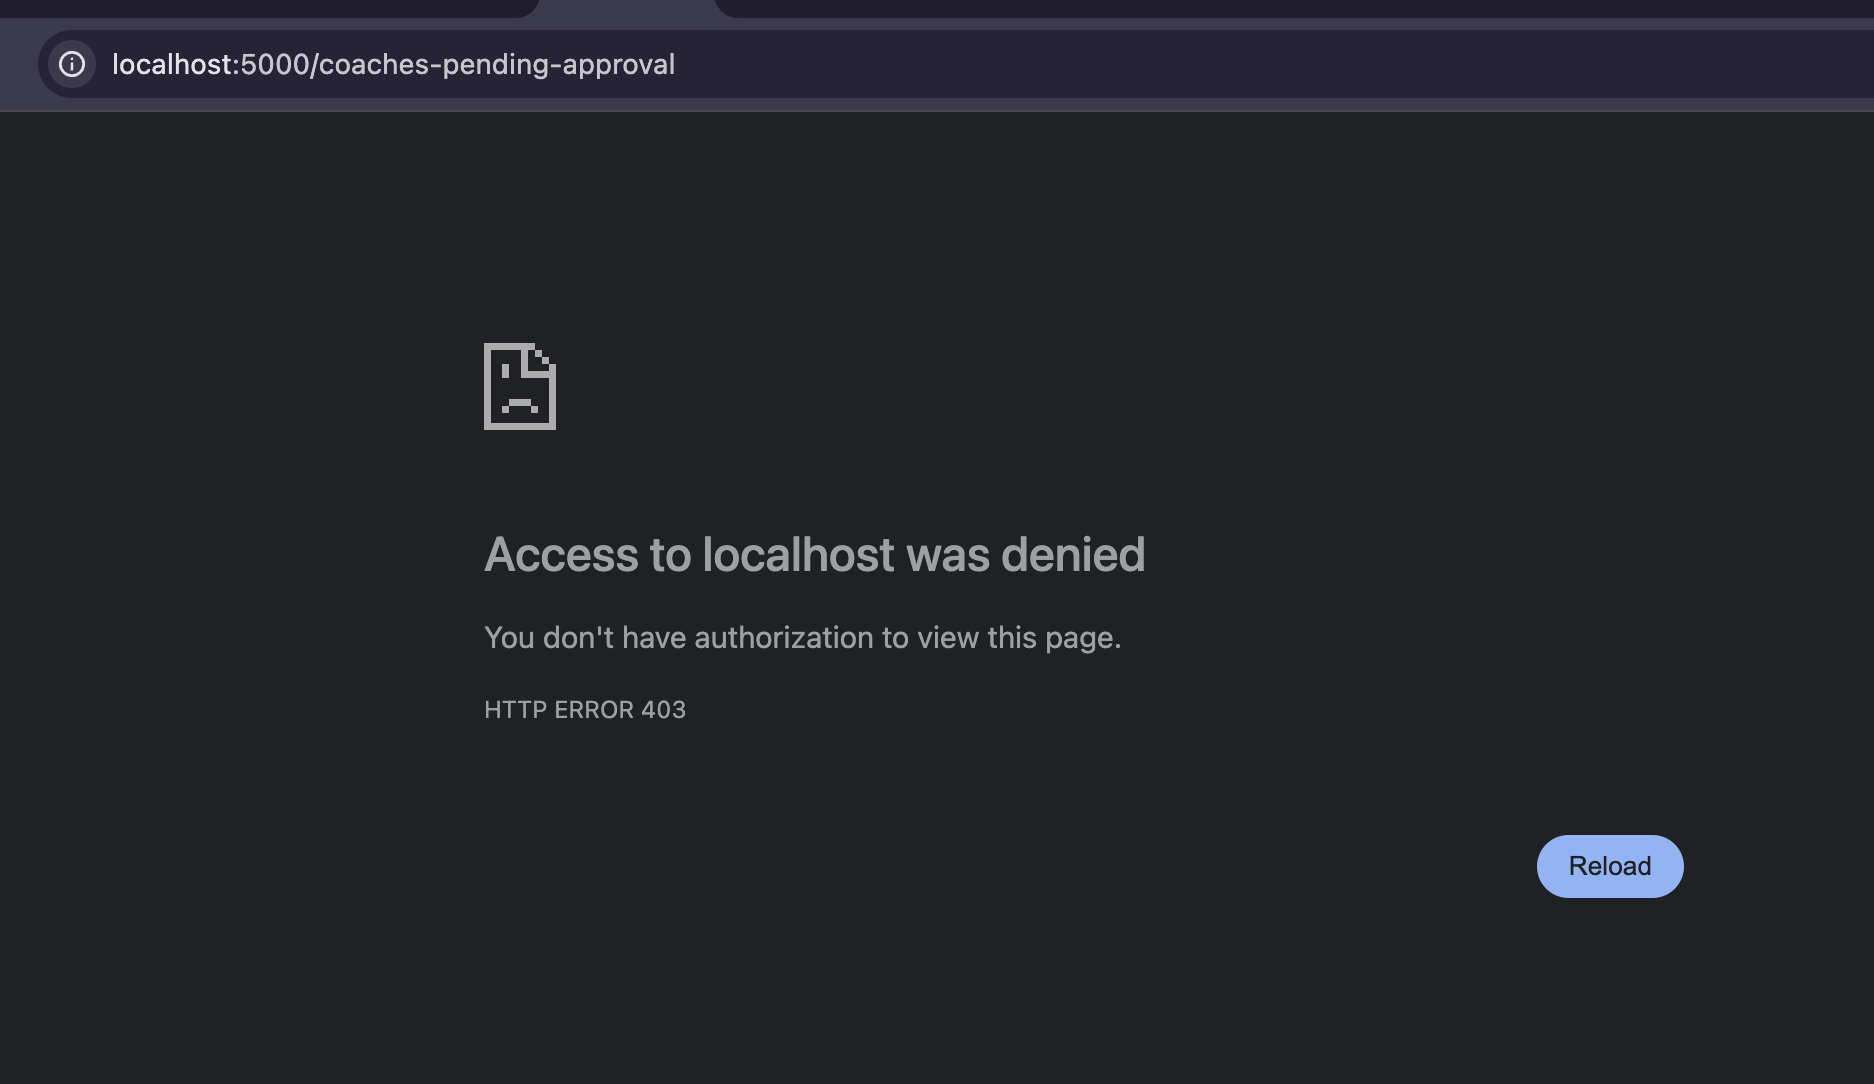 localhost:5000/coaches-pending-approval
Access to localhost was denied
You don't have authorization to view this page.
HTTP ERROR 403
Reload